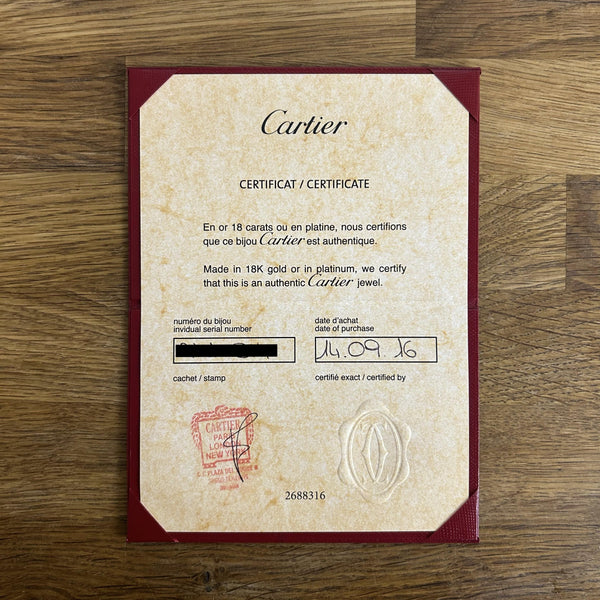 Cartier
CERTIFICAT / CERTIFICATE
En or 18 carats ou en platine, nous certifions
que ce bijou Cartier est authentique.
Made in 18K gold or in platinum, we certify
that this is an authentic Cartier jewel.
numéro du bijou
invidual serial number
date d'achat
date of purchase
14.09.16
cachet / stamp
certifié exact / certified by
CARTIER
PARIS
LONDON
NEW YORK
2688316